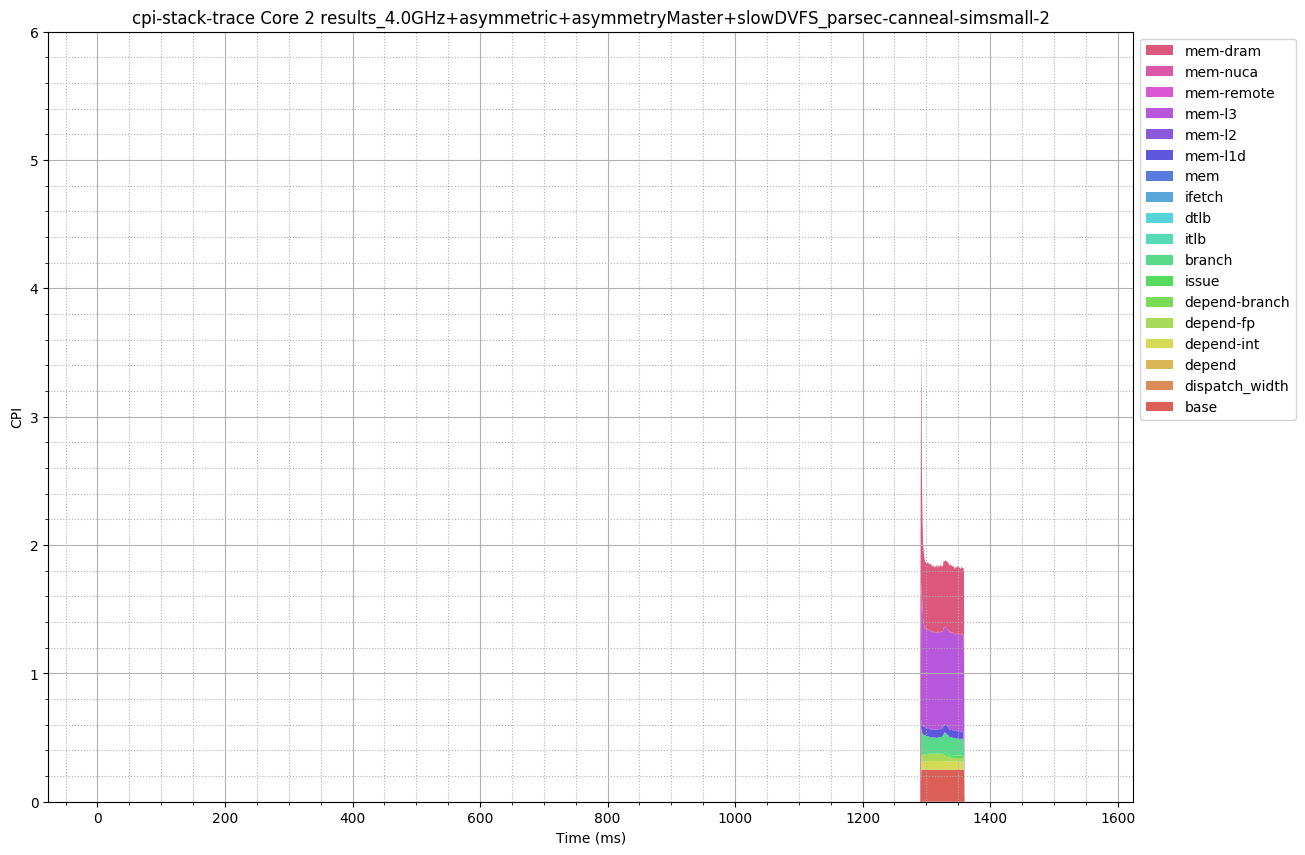 cpi-stack-trace Core 2 results_4.0GHz+asymmetric+asymmetryMaster+slowDVFS_parsec-canneal-simsmall-2
6
5
4
3
2
1
0
CPI
0 200 400 600 800 1000 1200 1400 1600
Time (ms)
mem-dram
mem-nuca
mem-remote
mem-l3
mem-l2
mem-l1d
mem
ifetch
dtlb
itlb
branch
issue
depend-branch
depend-fp
depend-int
depend
dispatch_width
base